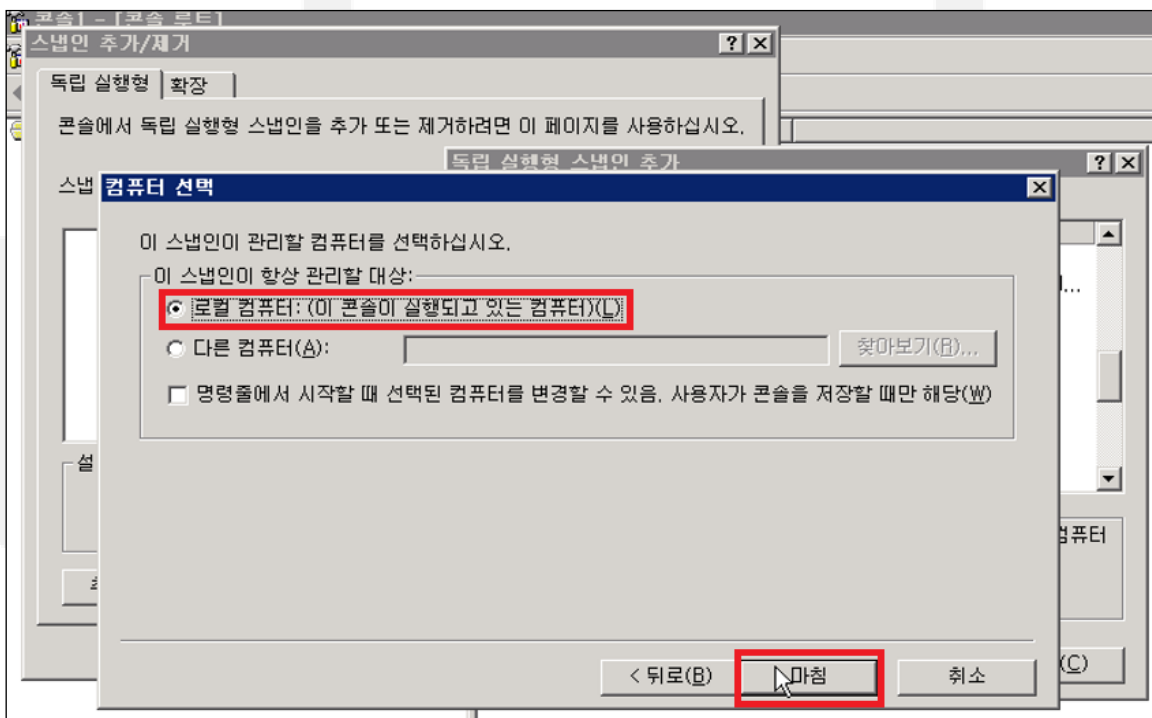 콘솔1 - [콘솔 루트]
스냅인 추가/제거
독립 실행형
확장
콘솔에서 독립 실행형 스냅인을 추가 또는 제거하려면 이 페이지를 사용하십시오.
독립 실행형 스냅인 추가
스냅
컴퓨터 선택
이 스냅인이 관리할 컴퓨터를 선택하십시오.
이 스냅인이 항상 관리할 대상:
로컬 컴퓨터: (이 콘솔이 실행되고 있는 컴퓨터)(L)
다른 컴퓨터(A):
찾아보기(R)...
명령줄에서 시작할 때 선택된 컴퓨터를 변경할 수 있음. 사용자가 콘솔을 저장할 때만 해당(W)
설
컴퓨터
< 뒤로(B)
마침
취소
(C)